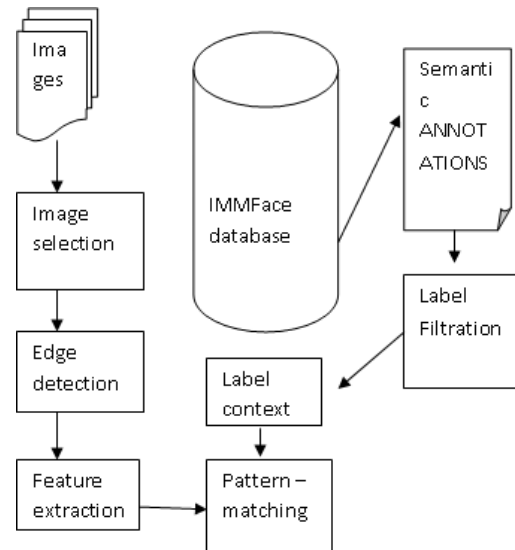 Ima
ges
Image
selection
Edge
detection
Feature
extraction
IMMFace
database
Semanti
c
ANNOT
ATIONS
Label
Filtration
Label
context
Pattern –
matching